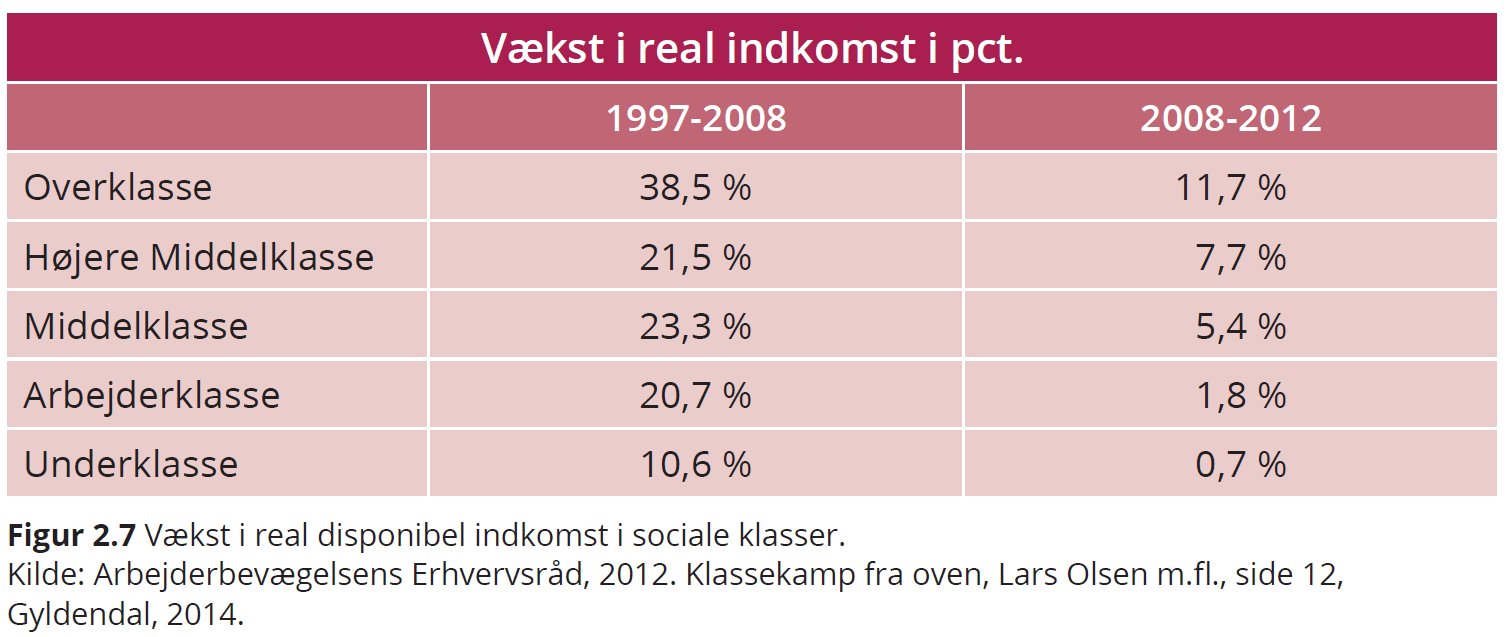 Vækst i real indkomst i pct.
1997-2008 2008-2012
Overklasse 38,5 % 11,7 %
Højere Middelklasse 21,5 % 7,7 %
Middelklasse 23,3 % 5,4 %
Arbejderklasse 20,7 % 1,8 %
Underklasse 10,6 % 0,7 %
Figur 2.7 Vækst i real disponibel indkomst i sociale klasser.
Kilde: Arbejderbevægelsens Erhvervsråd, 2012. Klassekamp fra oven, Lars Olsen m.fl., side 12,
Gyldendal, 2014.